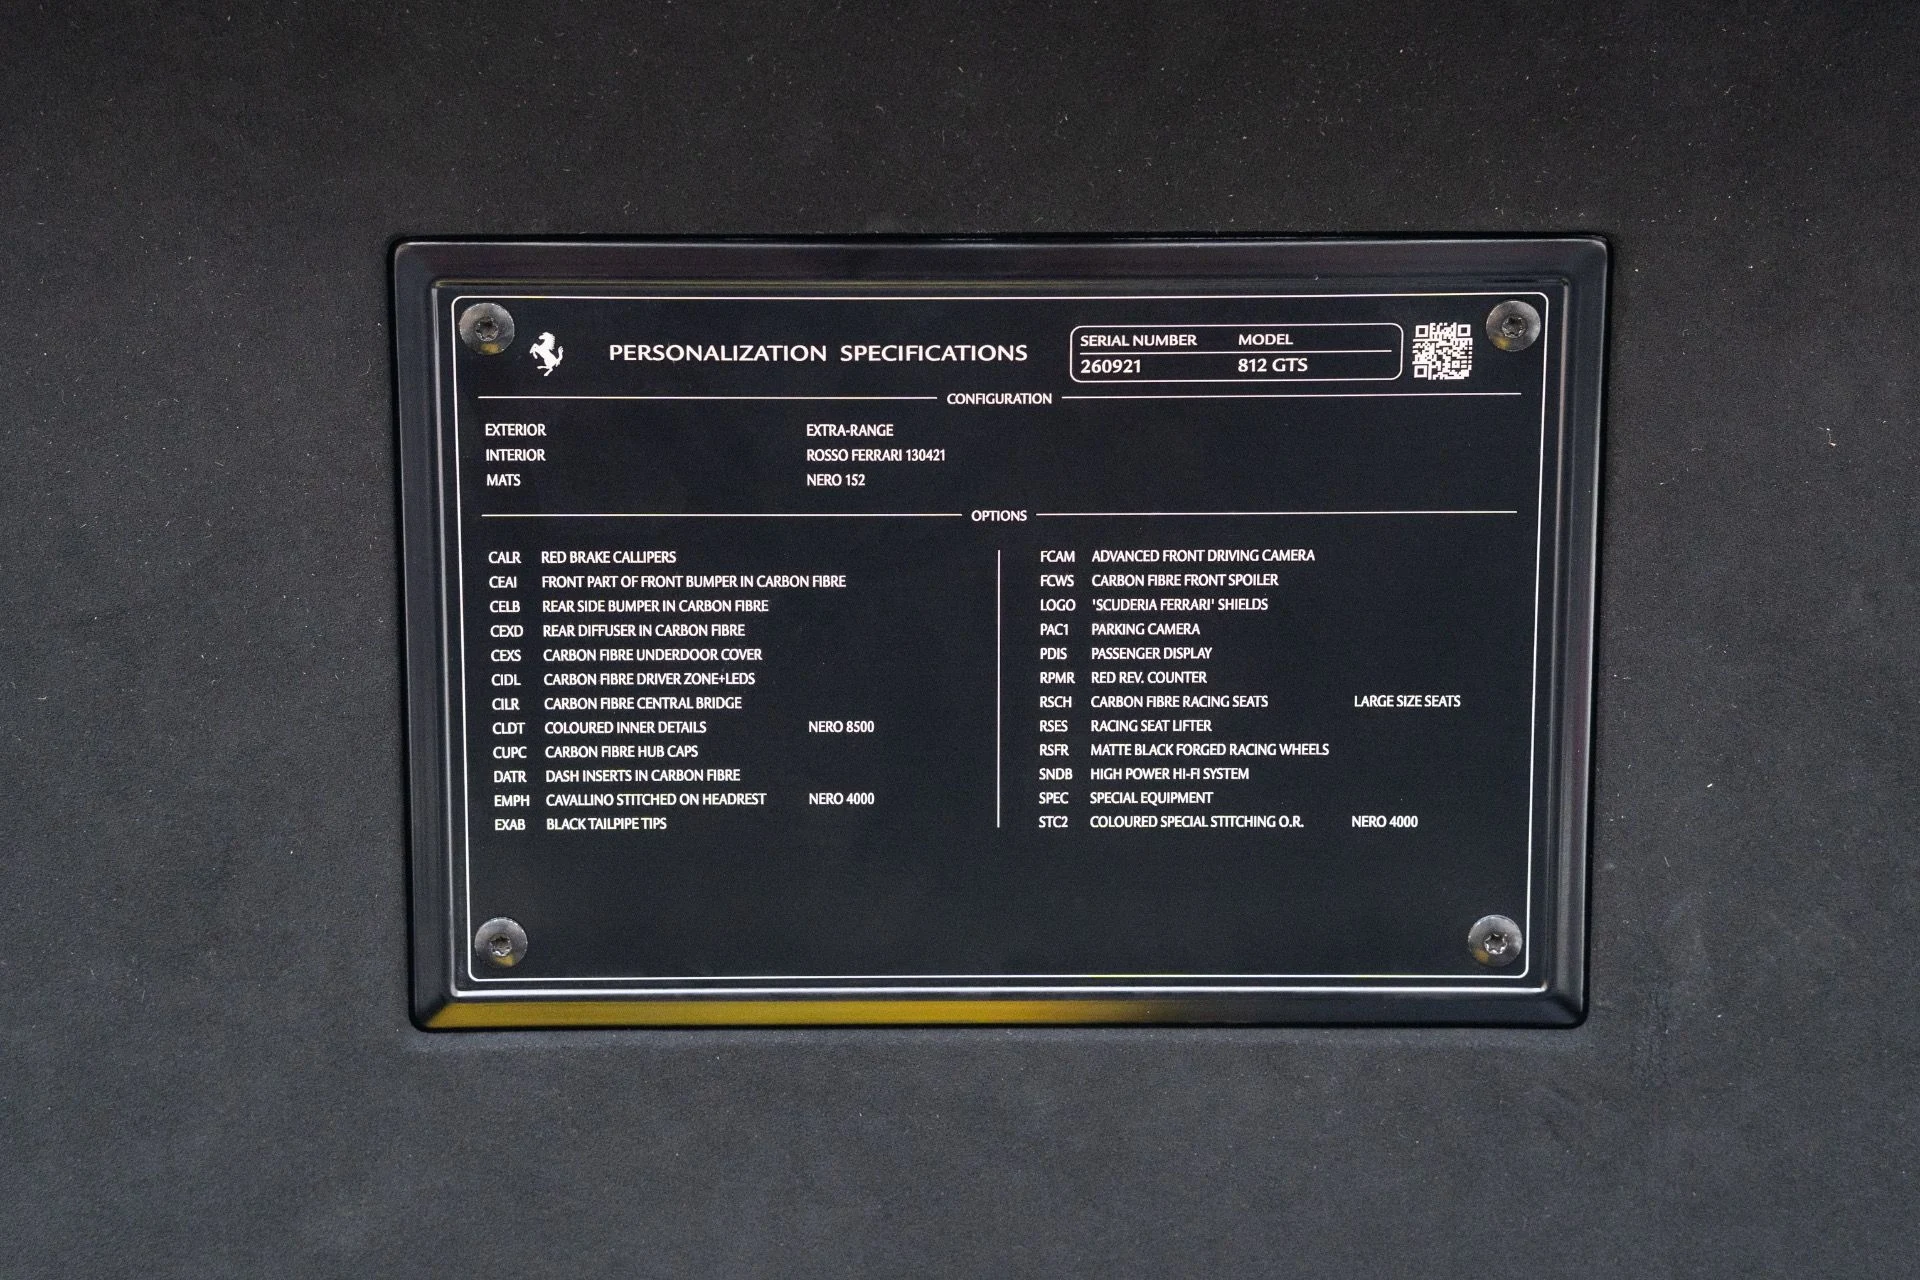 PERSONALIZATION SPECIFICATIONS
SERIAL NUMBER MODEL
260921 812 GTS
CONFIGURATION
EXTERIOR EXTRA-RANGE
INTERIOR ROSSO FERRARI 130421
MATS NERO 152
OPTIONS
CALR RED BRAKE CALLIPERS
CEAI FRONT PART OF FRONT BUMPER IN CARBON FIBRE
CELB REAR SIDE BUMPER IN CARBON FIBRE
CEXD REAR DIFFUSER IN CARBON FIBRE
CEXS CARBON FIBRE UNDERDOOR COVER
CIDL CARBON FIBRE DRIVER ZONE+LEDS
CILR CARBON FIBRE CENTRAL BRIDGE
CLDT COLOURED INNER DETAILS NERO 8500
CUPC CARBON FIBRE HUB CAPS
DATR DASH INSERTS IN CARBON FIBRE
EMPH CAVALLINO STITCHED ON HEADREST NERO 4000
EXAB BLACK TAILPIPE TIPS
FCAM ADVANCED FRONT DRIVING CAMERA
FCWS CARBON FIBRE FRONT SPOILER
LOGO 'SCUDERIA FERRARI' SHIELDS
PAC1 PARKING CAMERA
PDIS PASSENGER DISPLAY
RPMR RED REV. COUNTER
RSCH CARBON FIBRE RACING SEATS LARGE SIZE SEATS
RSES RACING SEAT LIFTER
RSFR MATTE BLACK FORGED RACING WHEELS
SNDB HIGH POWER HI-FI SYSTEM
SPEC SPECIAL EQUIPMENT
STC2 COLOURED SPECIAL STITCHING O.R. NERO 4000